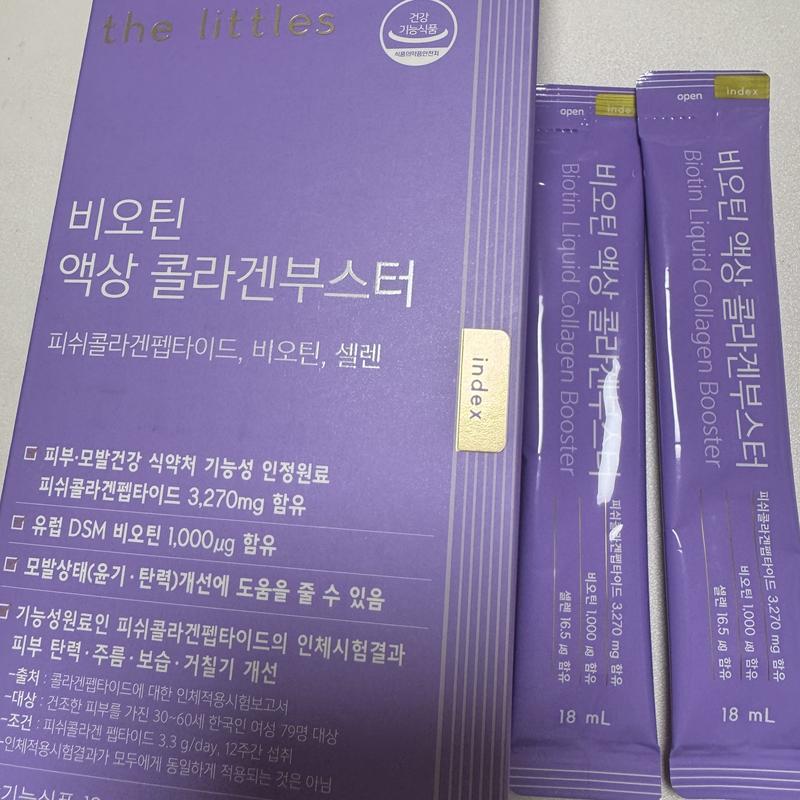 the littles
건강
기능식품
식품의약품안전처
비오틴
액상 콜라겐부스터
피쉬콜라겐펩타이드, 비오틴, 셀렌
index
피부·모발건강 식약처 기능성 인정원료
피쉬콜라겐펩타이드 3,270mg 함유
유럽 DSM 비오틴 1,000μg 함유
모발상태(윤기·탄력)개선에 도움을 줄 수 있음
기능성원료인 피쉬콜라겐펩타이드의 인체시험결과
피부 탄력·주름·보습·거칠기 개선
-출처 : 콜라겐펩타이드에 대한 인체적용시험보고서
-대상 : 건조한 피부를 가진 30~60세 한국인 여성 79명 대상
-조건 : 피쉬콜라겐 펩타이드 3.3 g/day, 12주간 섭취
-인체적용시험결과가 모두에게 동일하게 적용되는 것은 아님
open
비오틴 액상 콜라겐부스터
Biotin Liquid Collagen Booster
피쉬콜라겐펩타이드 3,270 mg 함유
비오틴 1,000 ㎍ 함유
셀렌 16.5 ㎍ 함유
18 mL
open
index
비오틴 액상 콜라겐부스터
Biotin Liquid Collagen Booster
피쉬콜라겐펩타이드 3,270 mg 함유
비오틴 1,000 ㎍ 함유
셀렌 16.5 ㎍ 함유
18 mL